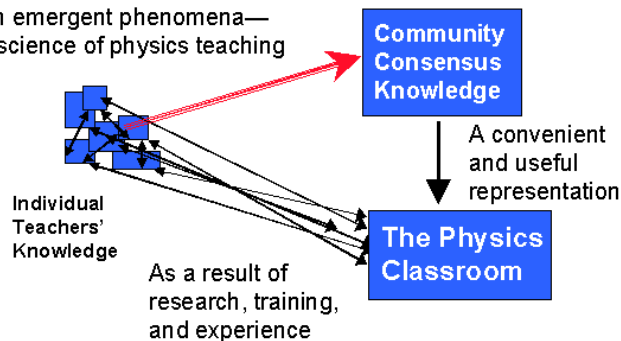 n emergent phenomena—
science of physics teaching
Community
Consensus
Knowledge
A convenient
and useful
representation
Individual
Teachers'
Knowledge
The Physics
Classroom
As a result of
research, training,
and experience